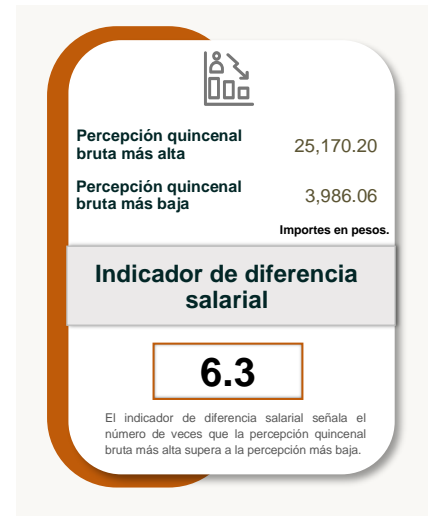 Percepción quincenal
bruta más alta
25,170.20
Percepción quincenal
bruta más baja
3,986.06
Importes en pesos.
Indicador de diferencia
salarial
6.3
El indicador de diferencia salarial señala el
número de veces que la percepción quincenal
bruta más alta supera a la percepción más baja.